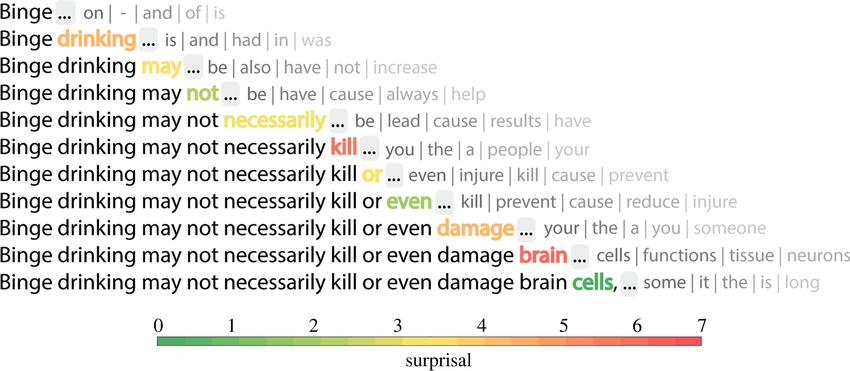 Binge ... on | - | and | of | is
Binge drinking ... is | and | had | in | was
Binge drinking may ... be | also | have | not | increase
Binge drinking may not ... be | have | cause | always | help
Binge drinking may not necessarily ... be | lead | cause | results | have
Binge drinking may not necessarily kill ... you | the | a | people | your
Binge drinking may not necessarily kill or ... even | injure | kill | cause | prevent
Binge drinking may not necessarily kill or even ... kill | prevent | cause | reduce | injure
Binge drinking may not necessarily kill or even damage ... your | the | a | you | someone
Binge drinking may not necessarily kill or even damage brain ... cells | functions | tissue | neurons
Binge drinking may not necessarily kill or even damage brain cells, ... some | it | the | is | long
0 1 2 3 4 5 6 7
surprisal